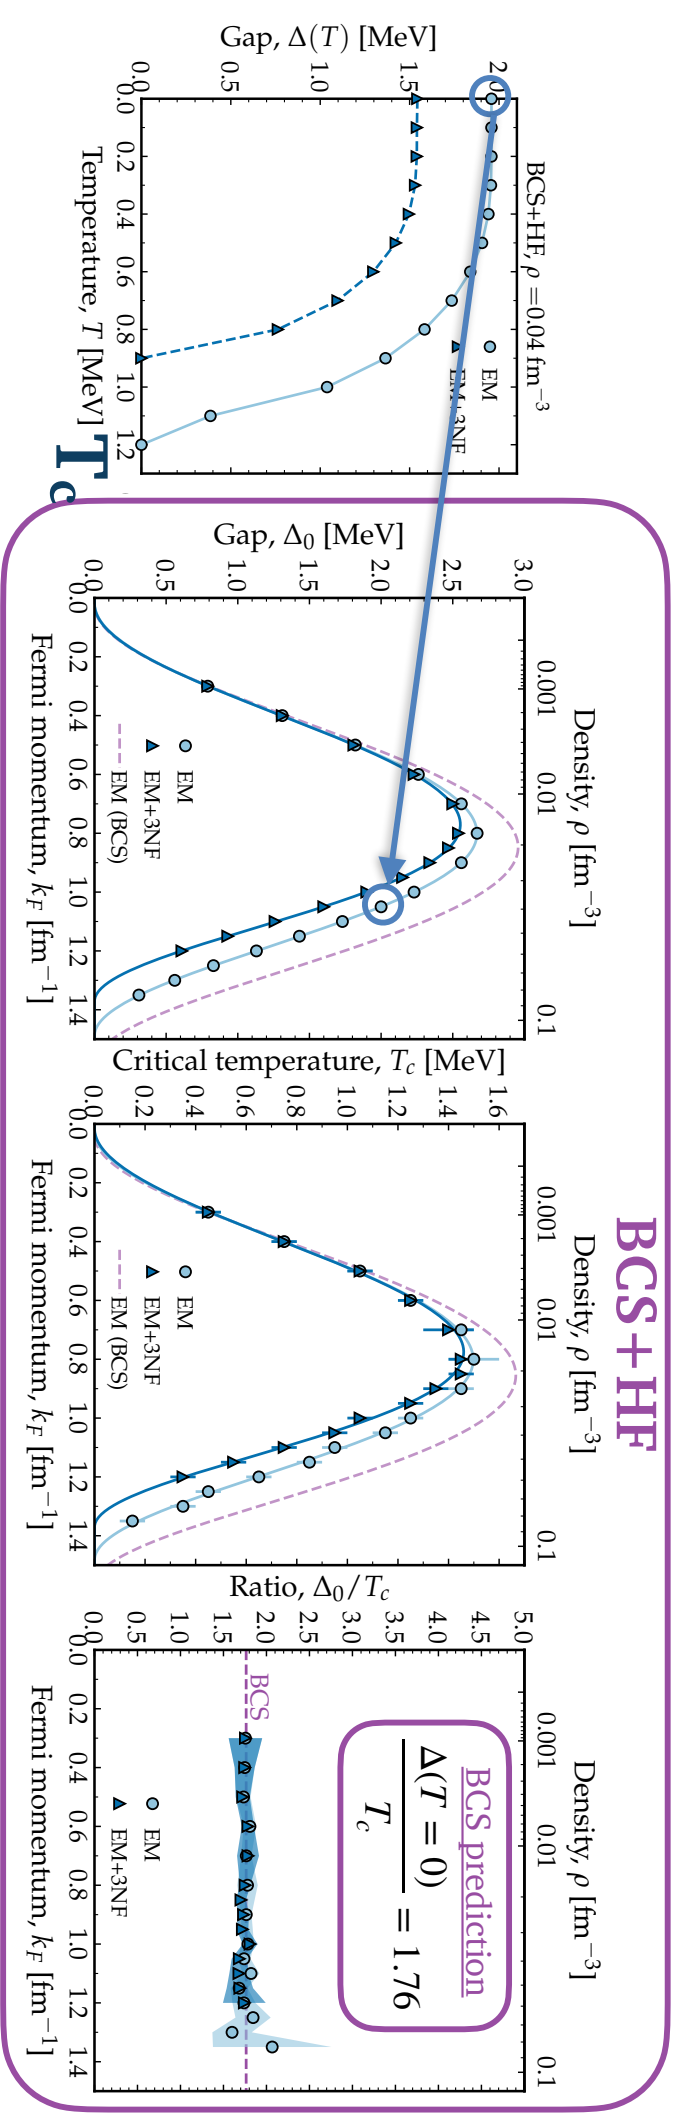 BCS+HF, ρ = 0.04 fm⁻³
EM
EM+3NF
Gap, Δ(T) [MeV]
0.0 0.5 1.0 1.5 2.0
0.0 0.2 0.4 0.6 0.8 1.0 1.2
Temperature, T [MeV]
T_c
BCS+HF
Density, ρ [fm⁻³]
0.001 0.01 0.1
Gap, Δ₀ [MeV]
0.0 0.5 1.0 1.5 2.0 2.5 3.0
EM
EM+3NF
EM (BCS)
0.0 0.2 0.4 0.6 0.8 1.0 1.2 1.4
Fermi momentum, k_F [fm⁻¹]
Density, ρ [fm⁻³]
0.001 0.01 0.1
Critical temperature, T_c [MeV]
0.0 0.2 0.4 0.6 0.8 1.0 1.2 1.4 1.6
EM
EM+3NF
EM (BCS)
0.0 0.2 0.4 0.6 0.8 1.0 1.2 1.4
Fermi momentum, k_F [fm⁻¹]
Density, ρ [fm⁻³]
0.001 0.01 0.1
Ratio, Δ₀/T_c
0.0 0.5 1.0 1.5 2.0 2.5 3.0 3.5 4.0 4.5 5.0
BCS prediction
Δ(T = 0)
T_c
= 1.76
BCS
EM
EM+3NF
0.0 0.2 0.4 0.6 0.8 1.0 1.2 1.4
Fermi momentum, k_F [fm⁻¹]